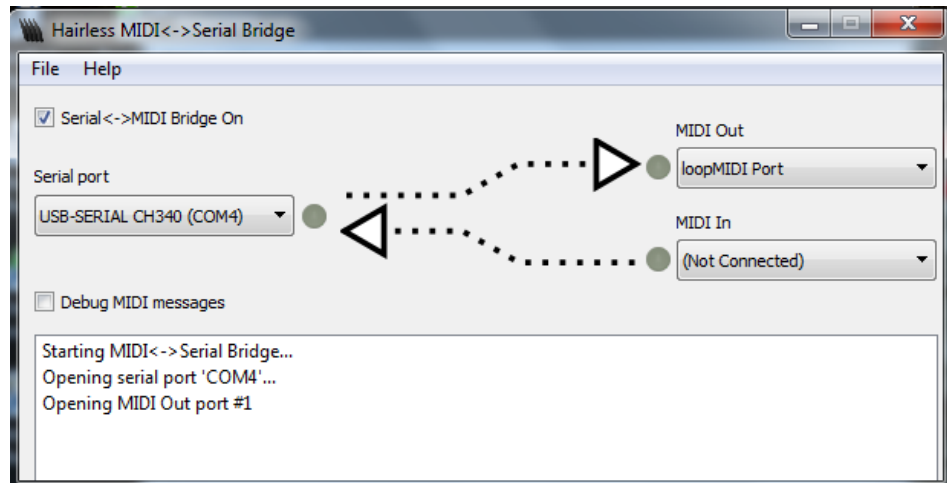 Hairless MIDI<->Serial Bridge
File Help
Serial<->MIDI Bridge On
MIDI Out
loopMIDI Port
Serial port
USB-SERIAL CH340 (COM4)
MIDI In
(Not Connected)
Debug MIDI messages
Starting MIDI<->Serial Bridge...
Opening serial port 'COM4'...
Opening MIDI Out port #1